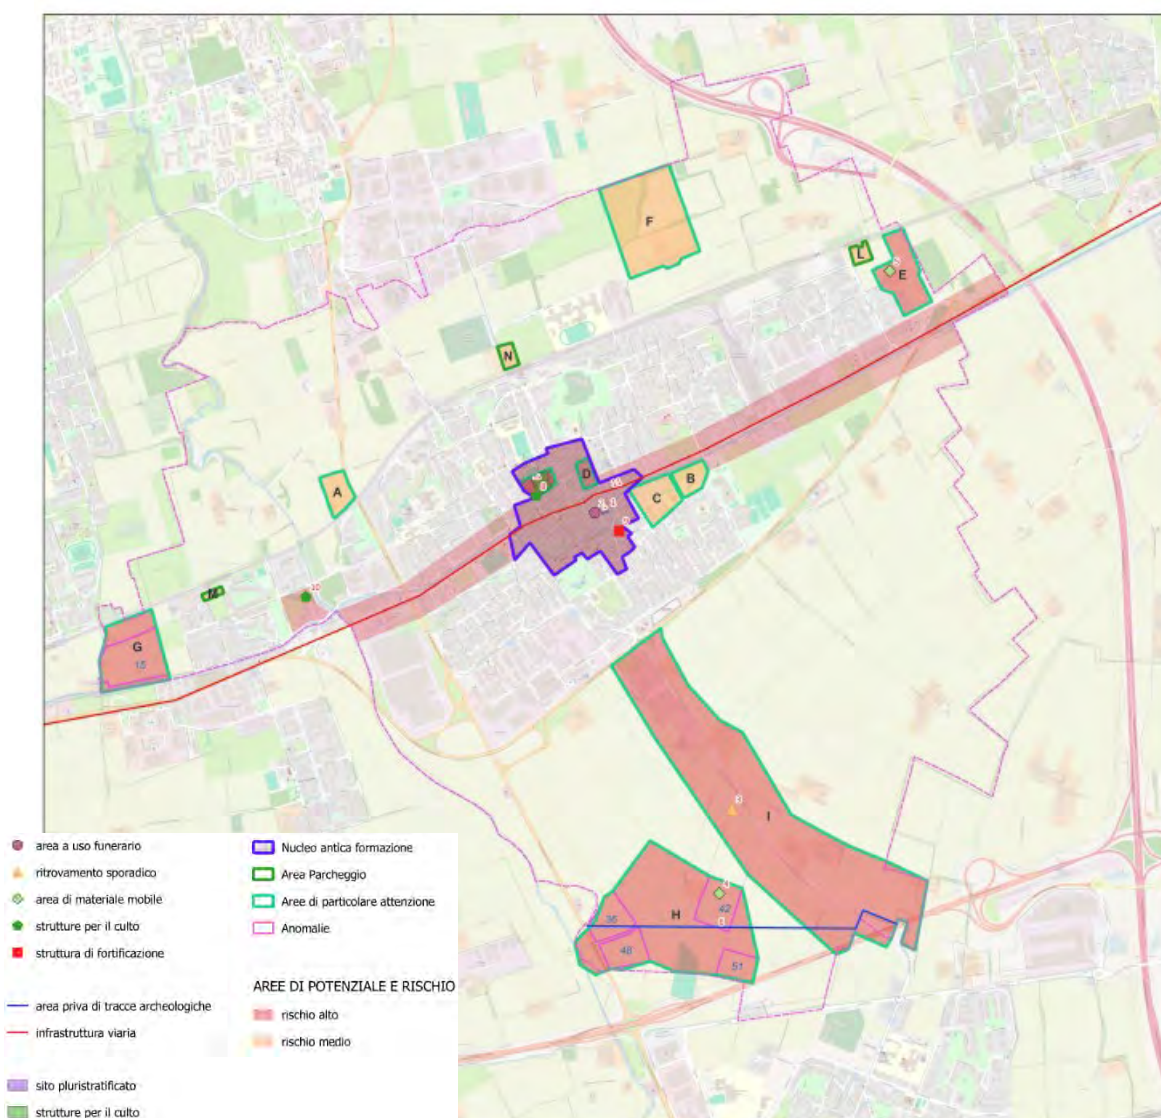 F
L
E
N
D
B
C
A
10
M
G
15
3
I
H
36
42
48
51
area a uso funerario
ritrovamento sporadico
area di materiale mobile
strutture per il culto
struttura di fortificazione
area priva di tracce archeologiche
infrastruttura viaria
sito pluristratificato
strutture per il culto
Nucleo antica formazione
Area Parcheggio
Aree di particolare attenzione
Anomalie
AREE DI POTENZIALE E RISCHIO
rischio alto
rischio medio